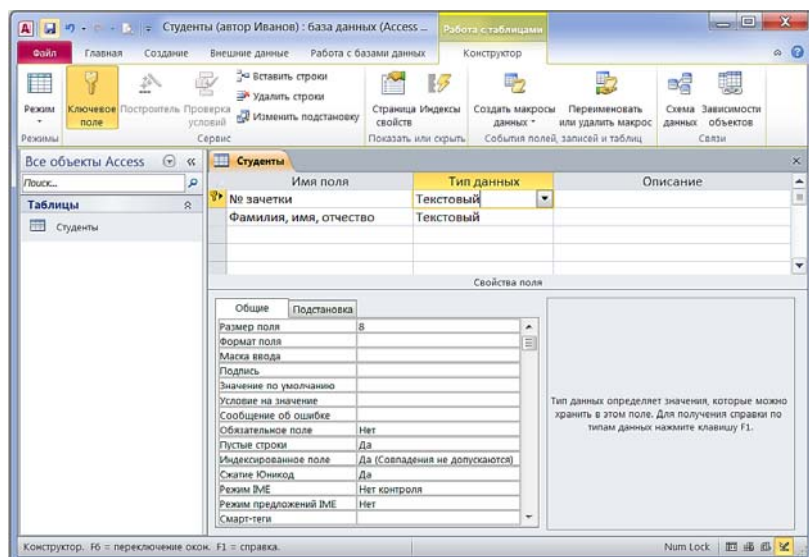 Студенты (автор Иванов) : база данных (Access ...
Работа с таблицами
Файл Главная Создание Внешние данные Работа с базами данных Конструктор
Режим
Ключевое поле
Построитель
Проверка условий
Вставить строки
Удалить строки
Изменить подстановку
Страница свойств
Индексы
Создать макросы данных
Переименовать или удалить макрос
Схема данных
Зависимости объектов
Режимы Сервис Показать или скрыть События полей, записей и таблиц Связи
Все объекты Access
Поиск...
Таблицы
Студенты
Студенты
Имя поля Тип данных Описание
№ зачетки Текстовый
Фамилия, имя, отчество Текстовый
Свойства поля
Общие Подстановка
Размер поля 8
Формат поля
Маска ввода
Подпись
Значение по умолчанию
Условие на значение
Сообщение об ошибке
Обязательное поле Нет
Пустые строки Да
Индексированное поле Да (Совпадения не допускаются)
Сжатие Юникод Да
Режим IME Нет контроля
Режим предложений IME Нет
Смарт-теги
Тип данных определяет значения, которые можно
хранить в этом поле. Для получения справки по
типам данных нажмите клавишу F1.
Конструктор. F6 = переключение окон. F1 = справка. Num Lock